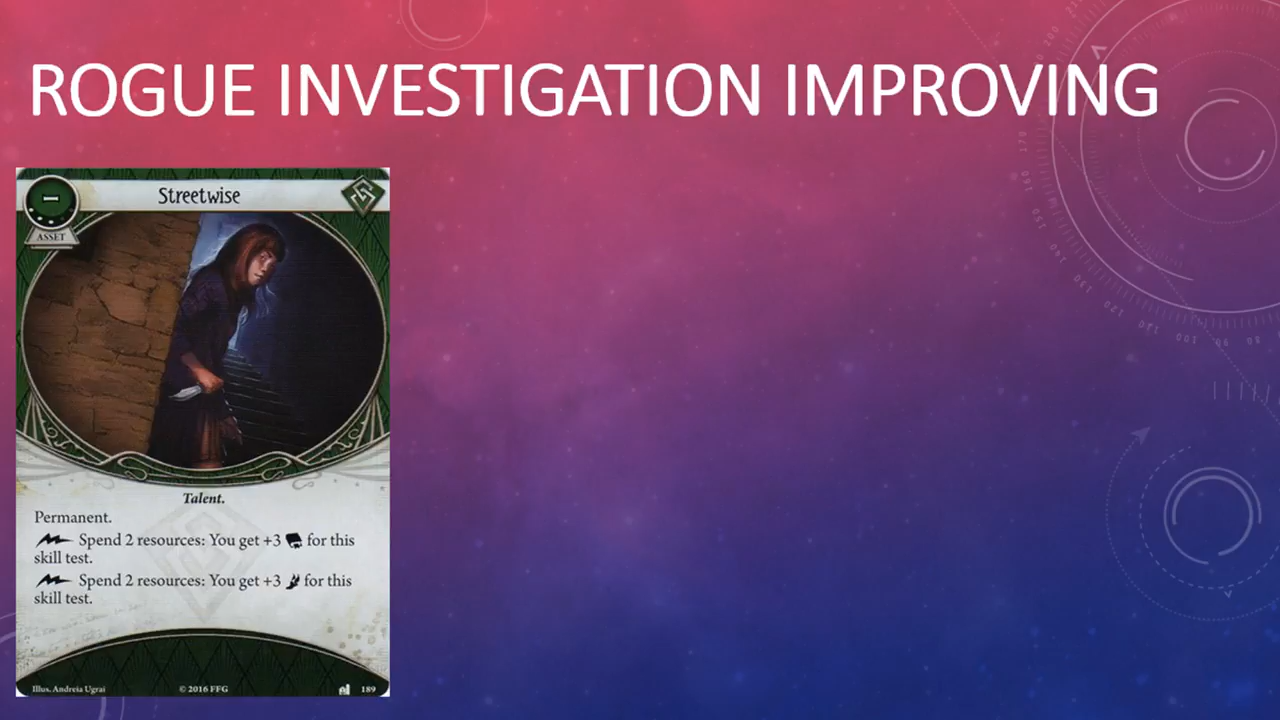 ROGUE INVESTIGATION IMPROVING
Streetwise
ASSET
Talent.
Permanent.
Spend 2 resources: You get +3 for this
skill test.
Spend 2 resources: You get +3 for this
skill test.
Illus. Andreia Ugrai © 2016 FFG 189